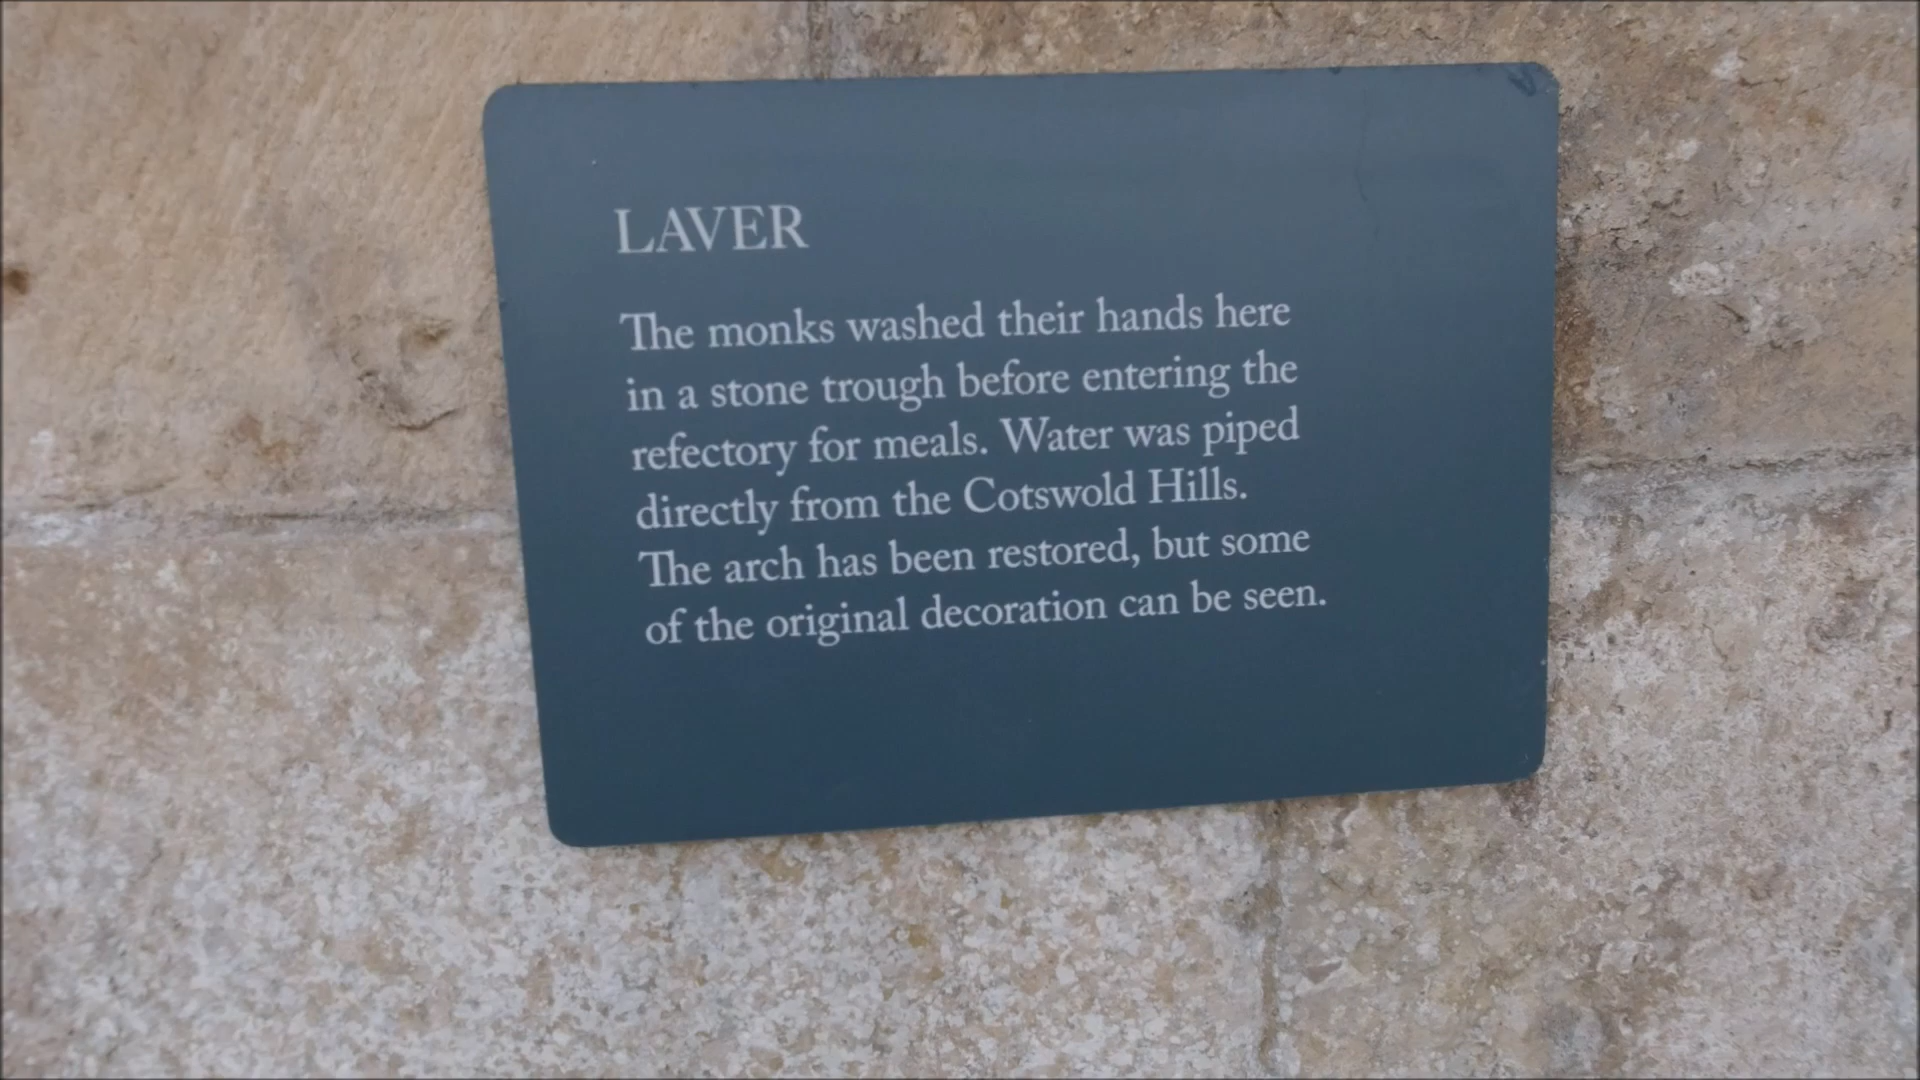 LAVER
The monks washed their hands here
in a stone trough before entering the
refectory for meals. Water was piped
directly from the Cotswold Hills.
The arch has been restored, but some
of the original decoration can be seen.